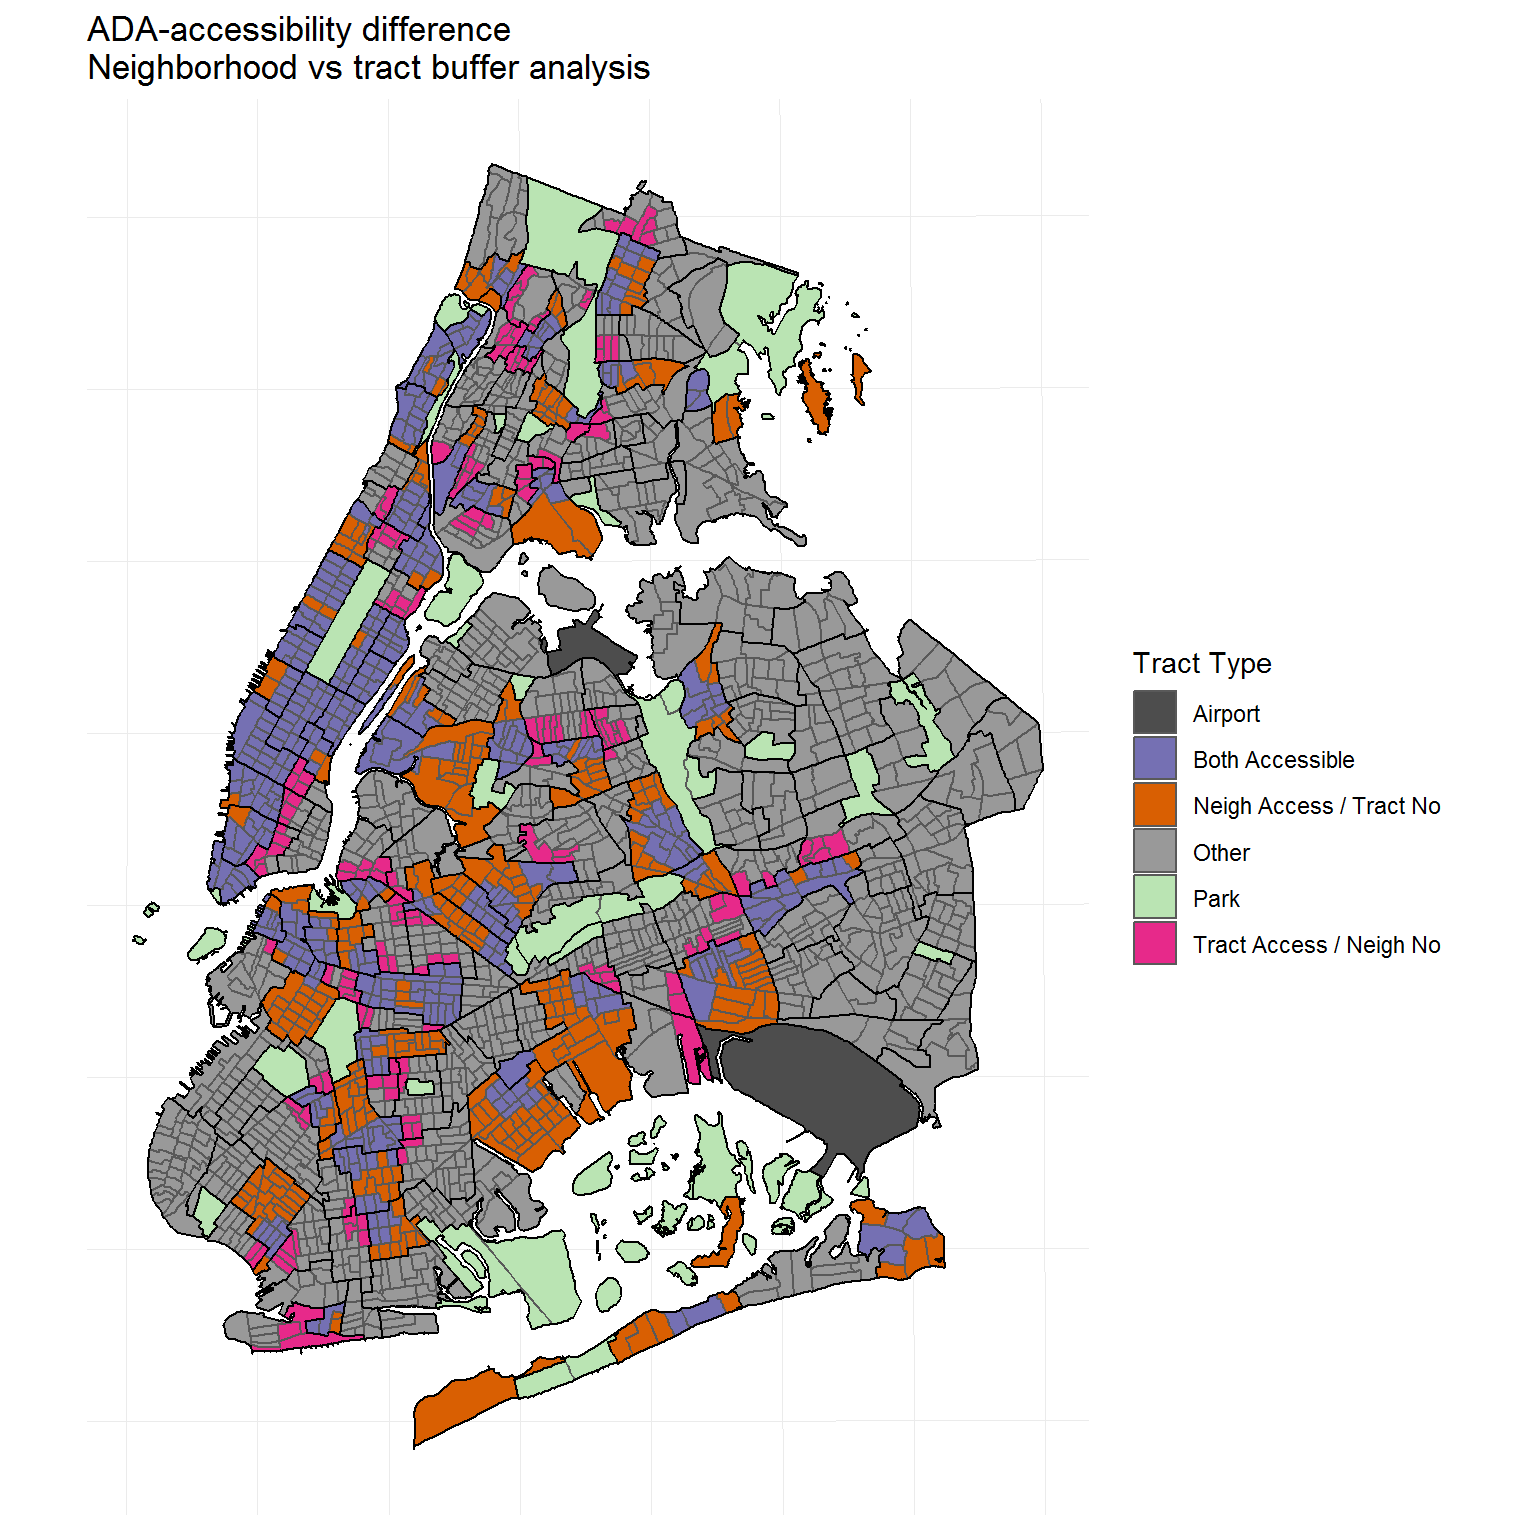 ADA-accessibility difference
Neighborhood vs tract buffer analysis
Tract Type
Airport
Both Accessible
Neigh Access / Tract No
Other
Park
Tract Access / Neigh No